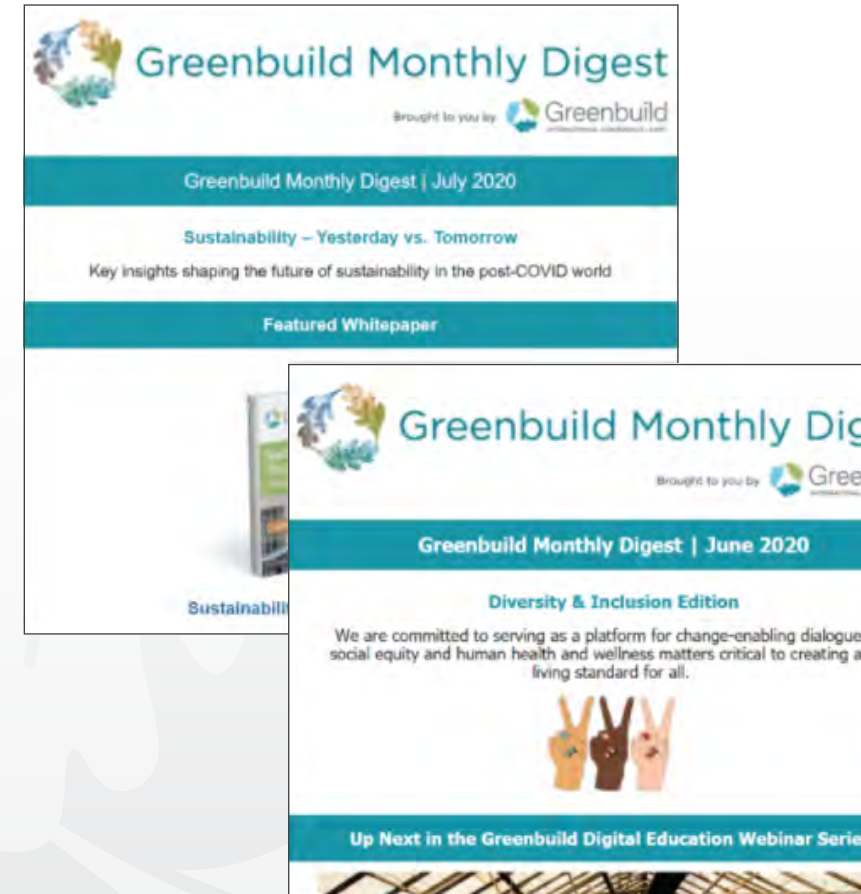 Greenbuild Monthly Digest
Brought to you by Greenbuild
Greenbuild Monthly Digest | July 2020
Sustainability – Yesterday vs. Tomorrow
Key insights shaping the future of sustainability in the post-COVID world
Featured Whitepaper
Sustainabili
Greenbuild Monthly Dig
Brought to you by Gree
Greenbuild Monthly Digest | June 2020
Diversity & Inclusion Edition
We are committed to serving as a platform for change-enabling dialogue
social equity and human health and wellness matters critical to creating a
living standard for all.
Up Next in the Greenbuild Digital Education Webinar Serie